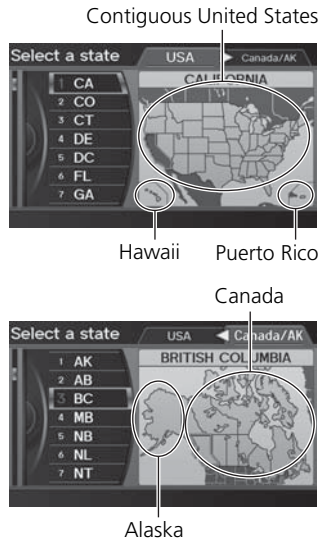 Contiguous United States
Select a state
USA
Canada/AK
CALIFORNIA
1 CA
2 CO
3 CT
4 DE
5 DC
6 FL
7 GA
Hawaii
Puerto Rico
Canada
Select a state
USA
Canada/AK
BRITISH COLUMBIA
1 AK
2 AB
3 BC
4 MB
5 NB
6 NL
7 NT
Alaska